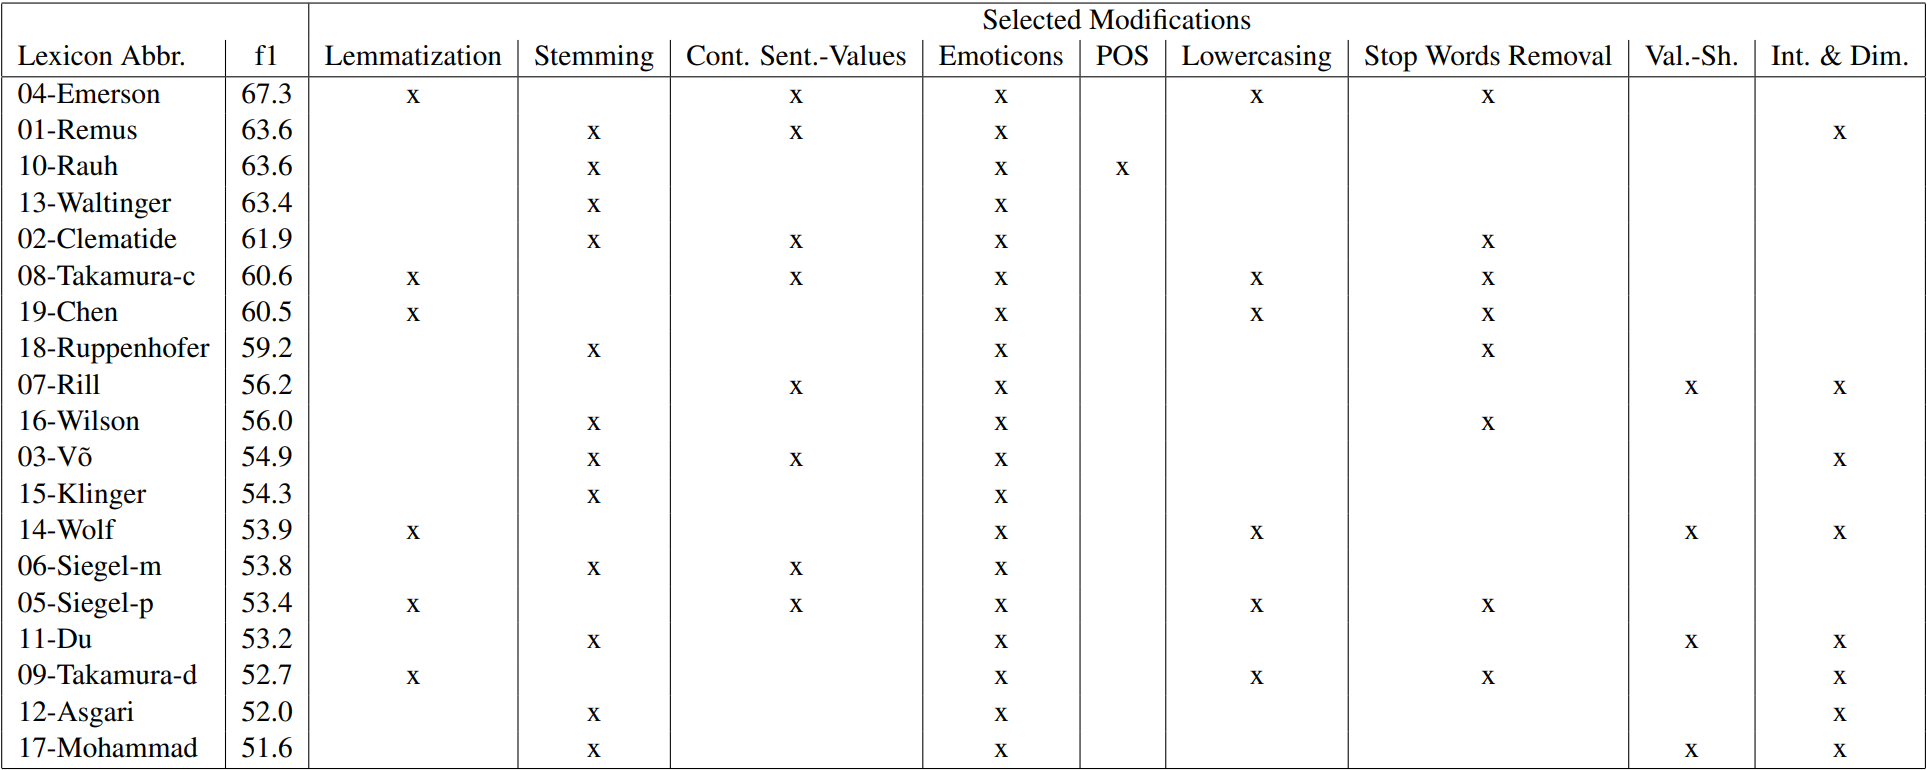 Selected Modifications
Lexicon Abbr. f1 Lemmatization Stemming Cont. Sent.-Values Emoticons POS Lowercasing Stop Words Removal Val.-Sh. Int. & Dim.
04-Emerson 67.3 x x x x x
01-Remus 63.6 x x x x
10-Rauh 63.6 x x x
13-Waltinger 63.4 x x
02-Clematide 61.9 x x x x
08-Takamura-c 60.6 x x x x x
19-Chen 60.5 x x x x
18-Ruppenhofer 59.2 x x x
07-Rill 56.2 x x x x
16-Wilson 56.0 x x x
03-Võ 54.9 x x x x
15-Klinger 54.3 x x
14-Wolf 53.9 x x x x x
06-Siegel-m 53.8 x x x
05-Siegel-p 53.4 x x x x x
11-Du 53.2 x x x x
09-Takamura-d 52.7 x x x x x
12-Asgari 52.0 x x x
17-Mohammad 51.6 x x x x